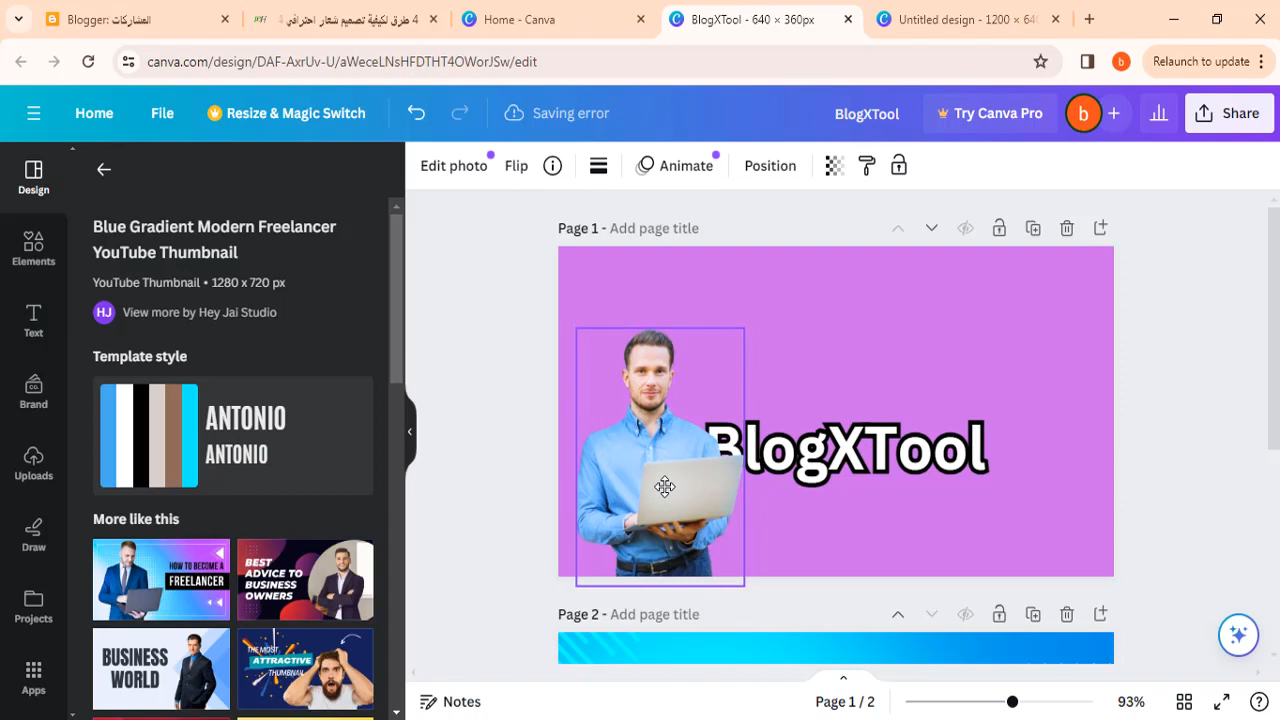 Blogger: المشاركات
4 طرق لكيفية تصميم شعار احترافي
Home - Canva
BlogXTool - 640 × 360px
Untitled design - 1200 × 64
canva.com/design/DAF-AxrUv-U/aWeceLNsHFDTHT4OWorJSw/edit
b
Relaunch to update
Home
File
Resize & Magic Switch
Saving error
BlogXTool
Try Canva Pro
b
Share
Edit photo
Flip
Animate
Position
Design
Elements
Text
Brand
Uploads
Draw
Projects
Apps
Blue Gradient Modern Freelancer
YouTube Thumbnail
YouTube Thumbnail • 1280 x 720 px
HJ
View more by Hey Jai Studio
Template style
ANTONIO
ANTONIO
More like this
HOW TO BECOME A
FREELANCER
BEST
ADVICE TO
BUSINESS
OWNERS
BUSINESS
WORLD
THE MOST
ATTRACTIVE
THUMBNAIL
Page 1 - Add page title
BlogXTool
Page 2 - Add page title
Notes
Page 1 / 2
93%